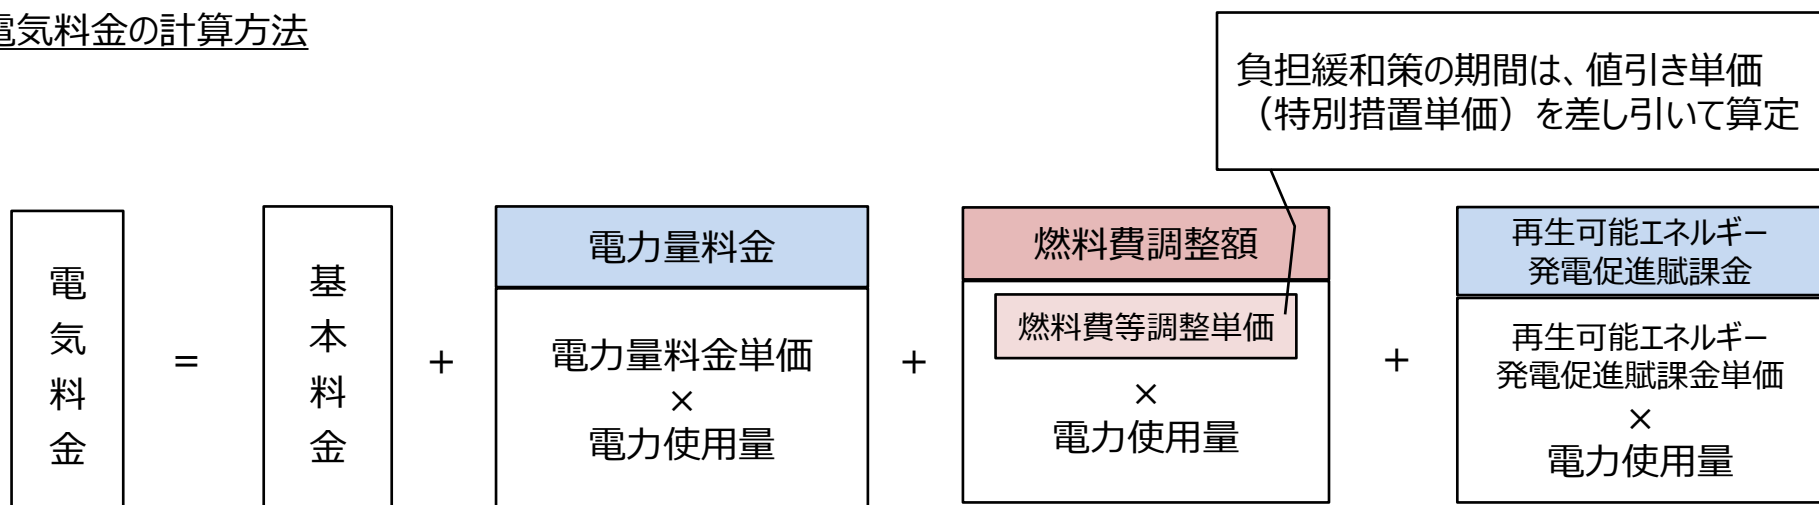 電気料金の計算方法
負担緩和策の期間は、値引き単価
（特別措置単価）を差し引いて算定
電気料金
=
基本料金
+
電力量料金
電力量料金単価
×
電力使用量
+
燃料費調整額
燃料費等調整単価
×
電力使用量
+
再生可能エネルギー
発電促進賦課金
再生可能エネルギー
発電促進賦課金単価
×
電力使用量